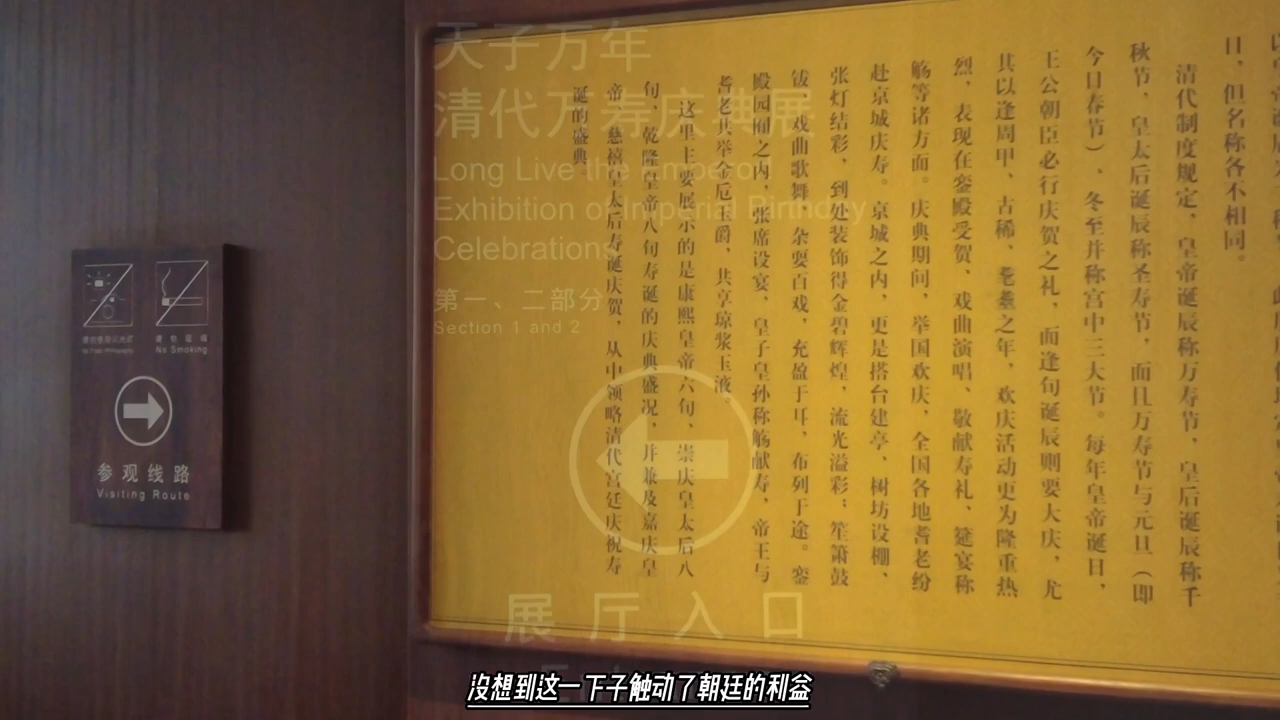 请勿使用闪光灯
No Flash Photography
请勿吸烟
No Smoking
参观线路
Visiting Route
天子万年
清代万寿庆典展
Long Live the Emperor!
Exhibition of Imperial Birthday
Celebrations
第一、二部分
Section 1 and 2
展厅入口
日，但名称各不相同。
清代制度规定，皇帝诞辰称万寿节，皇后诞辰称千
秋节，皇太后诞辰称圣寿节，而且万寿节与元旦（即
今日春节）、冬至并称宫中三大节。每年皇帝诞日，
王公朝臣必行庆贺之礼，而逢旬诞辰则要大庆，尤
其以逢周甲、古稀、耄耋之年，欢庆活动更为隆重热
烈，表现在銮殿受贺、戏曲演唱、敬献寿礼、筵宴称
觞等诸方面。庆典期间，举国欢庆，全国各地耆老纷
赴京城庆寿。京城之内，更是搭台建亭、树坊设棚、
张灯结彩，到处装饰得金碧辉煌，流光溢彩；笙箫鼓
钹、戏曲歌舞、杂耍百戏，充盈于耳，布列于途。銮
殿园囿之内，张席设宴，皇子皇孙称觞献寿，帝王与
耆老共举金卮玉爵，共享琼浆玉液。
这里主要展示的是康熙皇帝六旬、崇庆皇太后八
旬、乾隆皇帝八旬寿诞的庆典盛况，并兼及嘉庆皇
帝、慈禧皇太后寿诞庆贺，从中领略清代宫廷庆祝寿
诞的盛典。
没想到这一下子触动了朝廷的利益